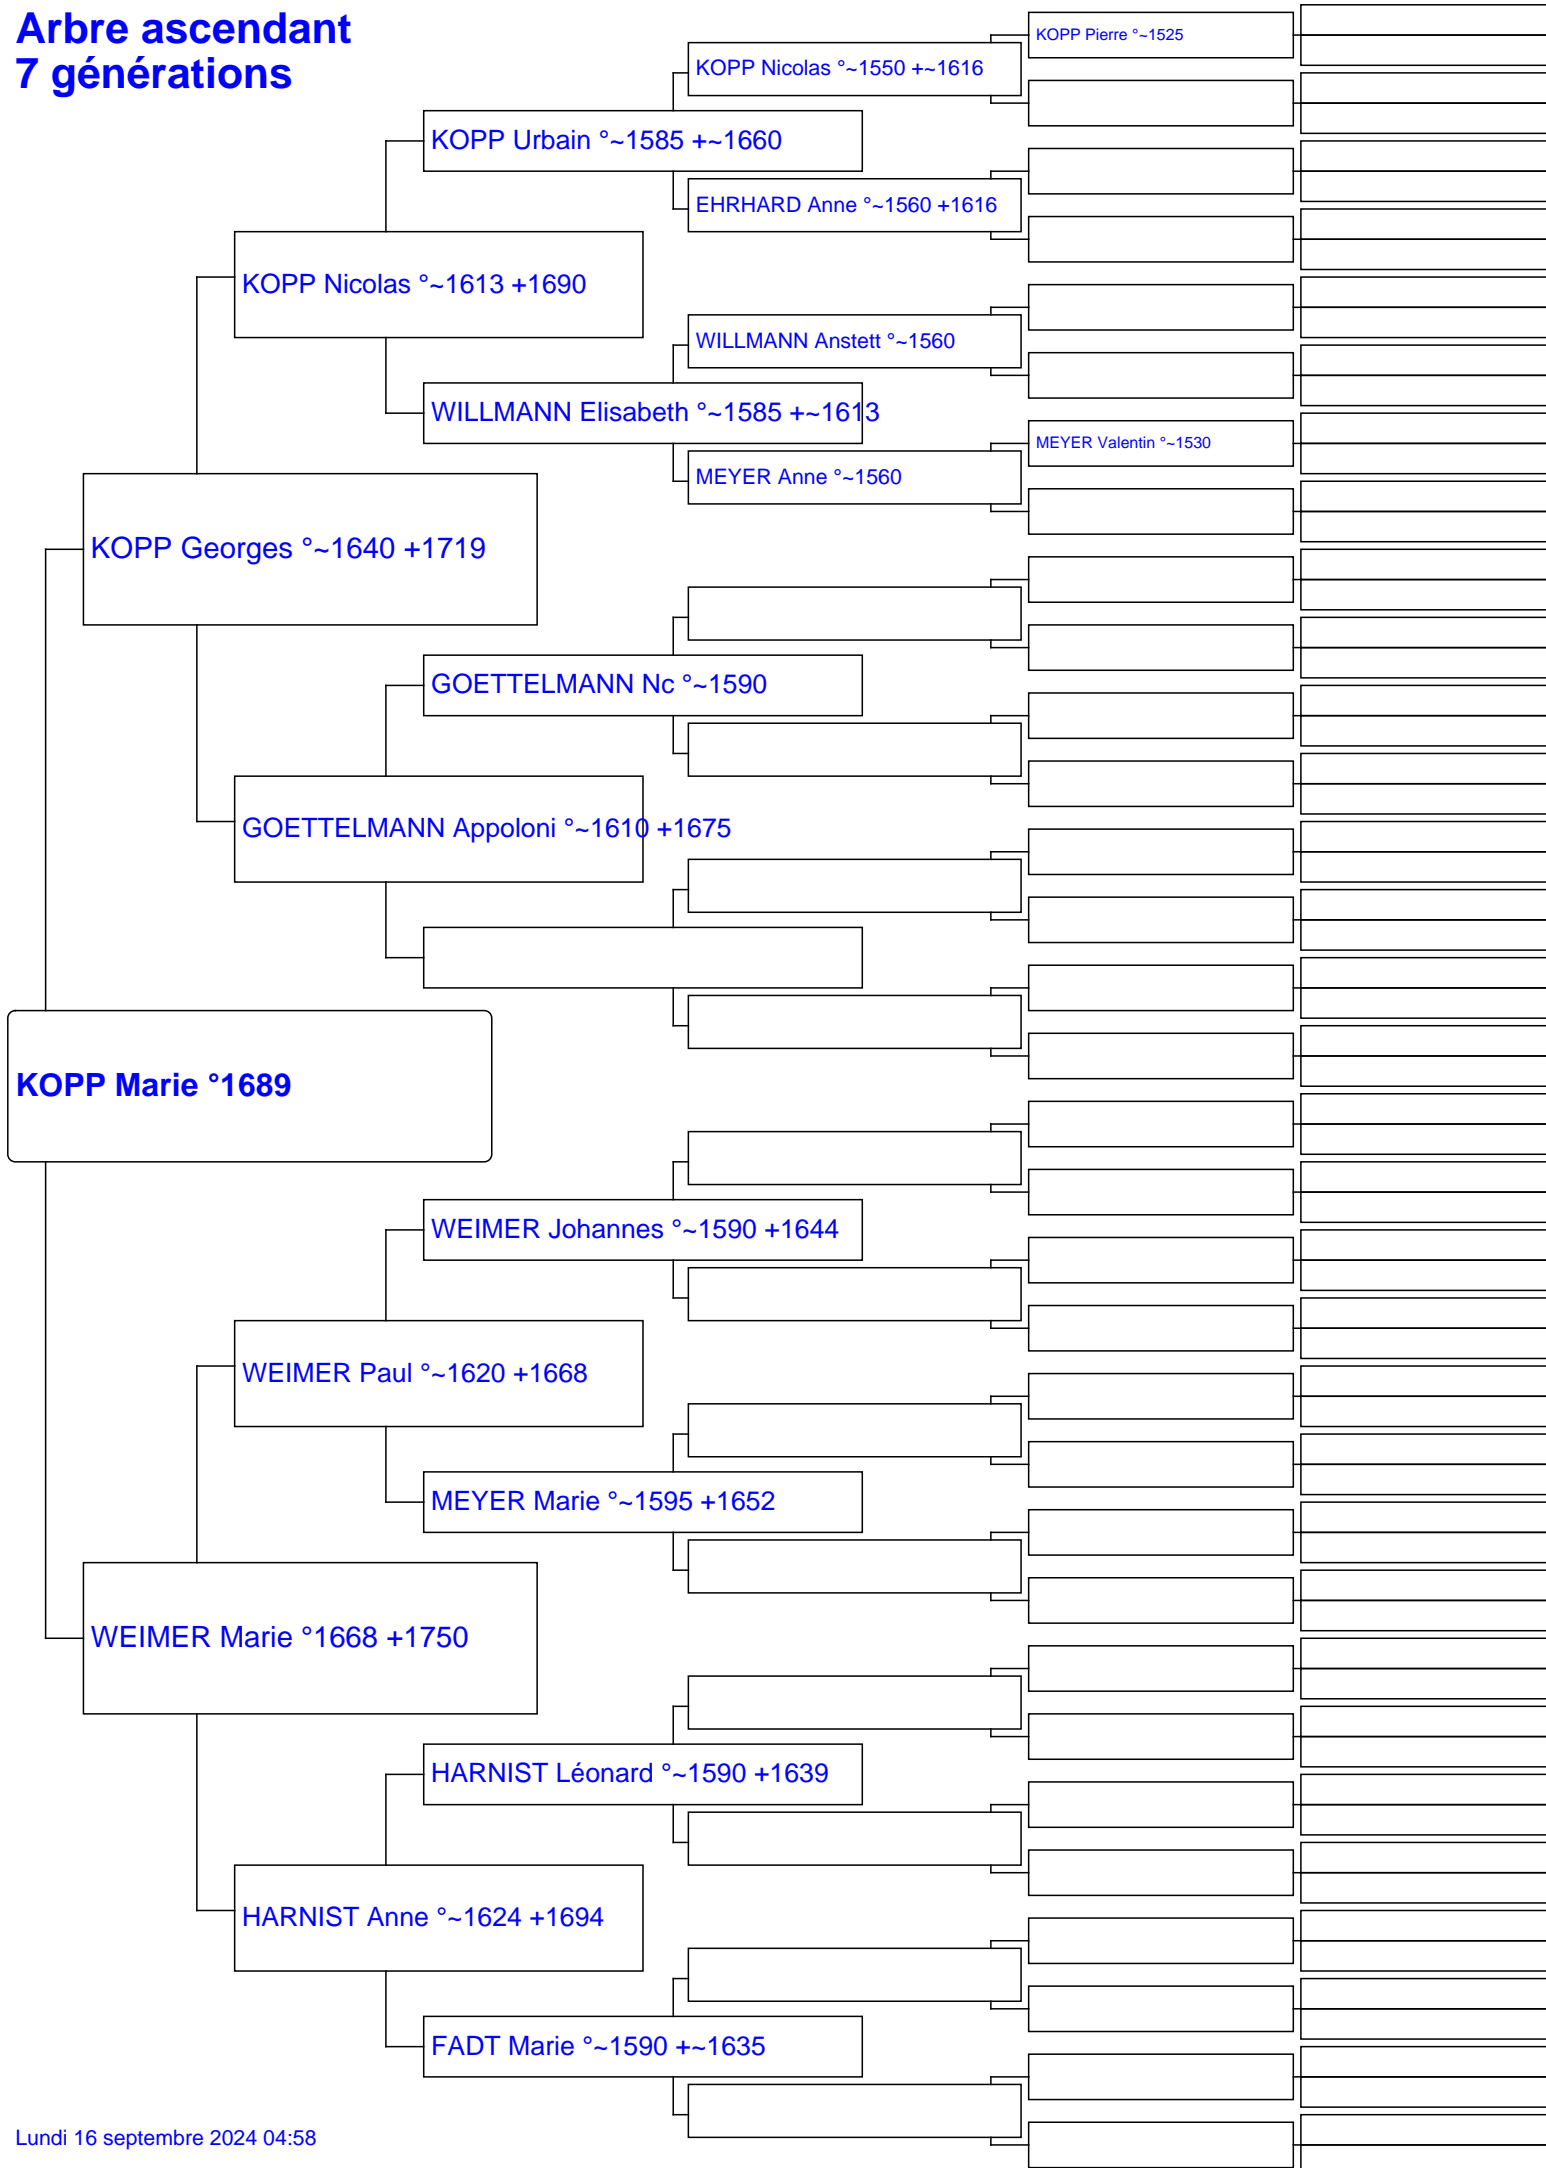 Arbre ascendant
7 générations
KOPP Pierre °~1525
KOPP Nicolas °~1550 +~1616
KOPP Urbain °~1585 +~1660
EHRHARD Anne °~1560 +1616
KOPP Nicolas °~1613 +1690
WILLMANN Anstett °~1560
WILLMANN Elisabeth °~1585 +~1613
MEYER Valentin °~1530
MEYER Anne °~1560
KOPP Georges °~1640 +1719
GOETTELMANN Nc °~1590
GOETTELMANN Appoloni °~1610 +1675
KOPP Marie °1689
WEIMER Johannes °~1590 +1644
WEIMER Paul °~1620 +1668
MEYER Marie °~1595 +1652
WEIMER Marie °1668 +1750
HARNIST Léonard °~1590 +1639
HARNIST Anne °~1624 +1694
FADT Marie °~1590 +~1635
Lundi 16 septembre 2024 04:58